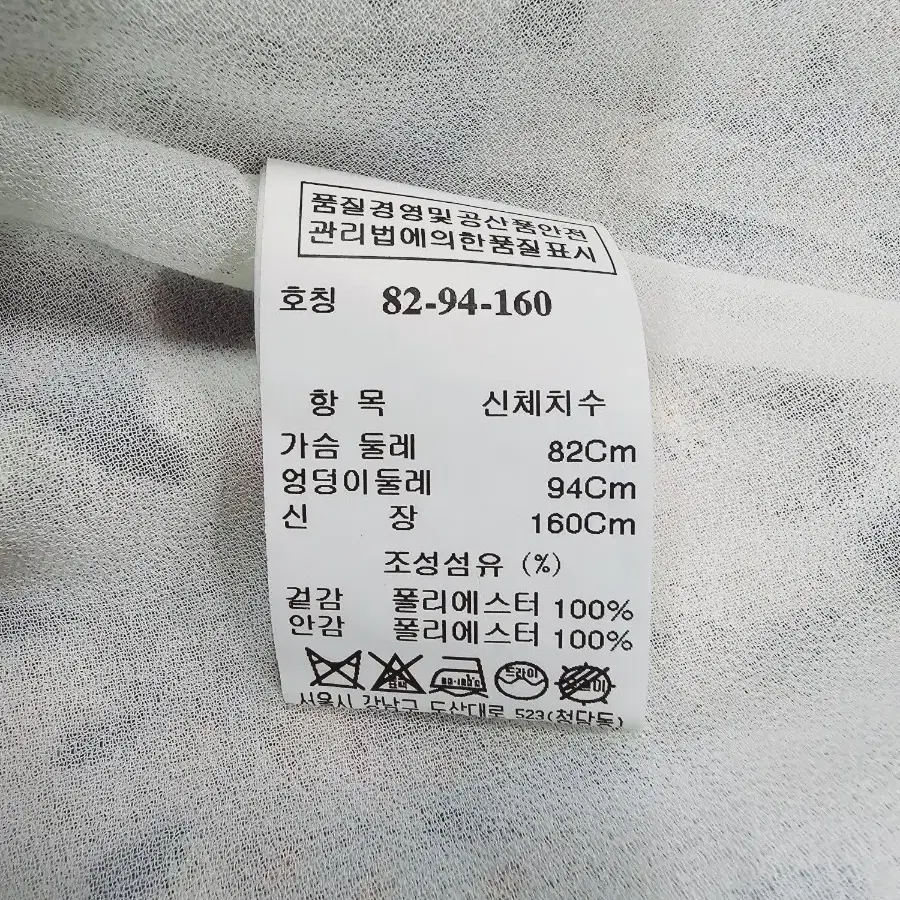 품질경영및공산품안전
관리법에의한품질표시
호칭 82-94-160
항 목 신체치수
가슴 둘레 82Cm
엉덩이둘레 94Cm
신 장 160Cm
조성섬유 (%)
겉감 폴리에스터 100%
안감 폴리에스터 100%
드라이
서울시 강남구 도산대로 523(청담동)